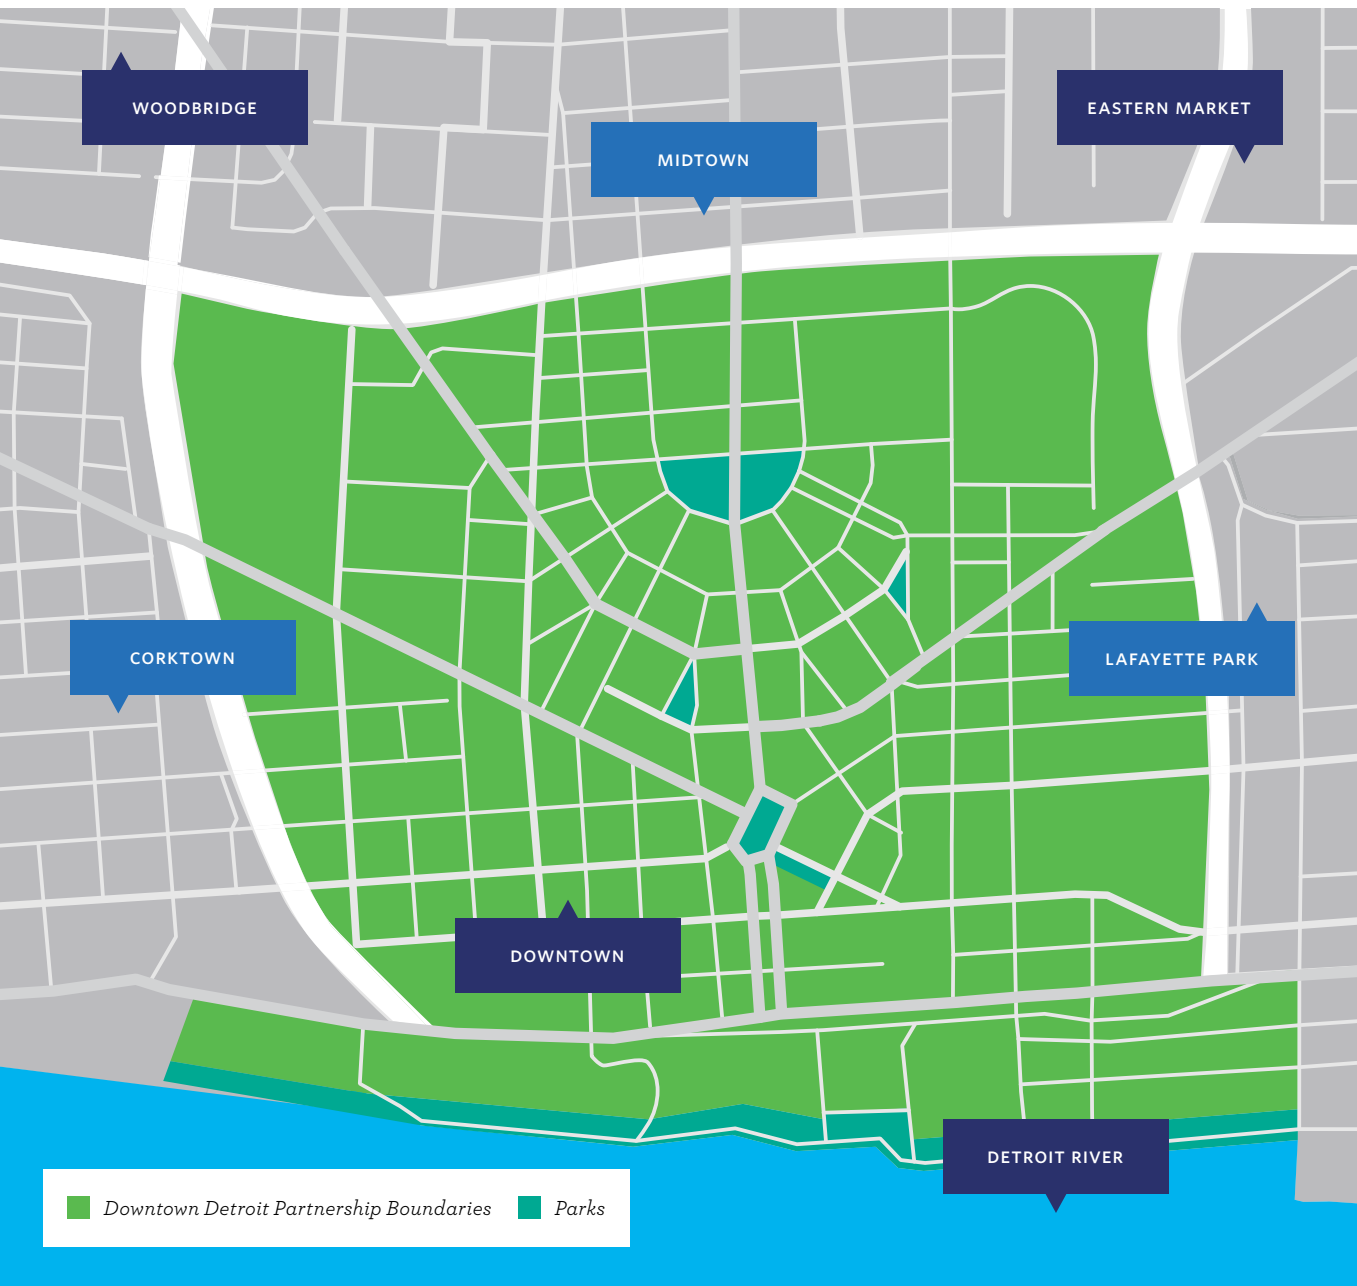 WOODBRIDGE
EASTERN MARKET
MIDTOWN
CORKTOWN
LAFAYETTE PARK
DOWNTOWN
DETROIT RIVER
Downtown Detroit Partnership Boundaries
Parks